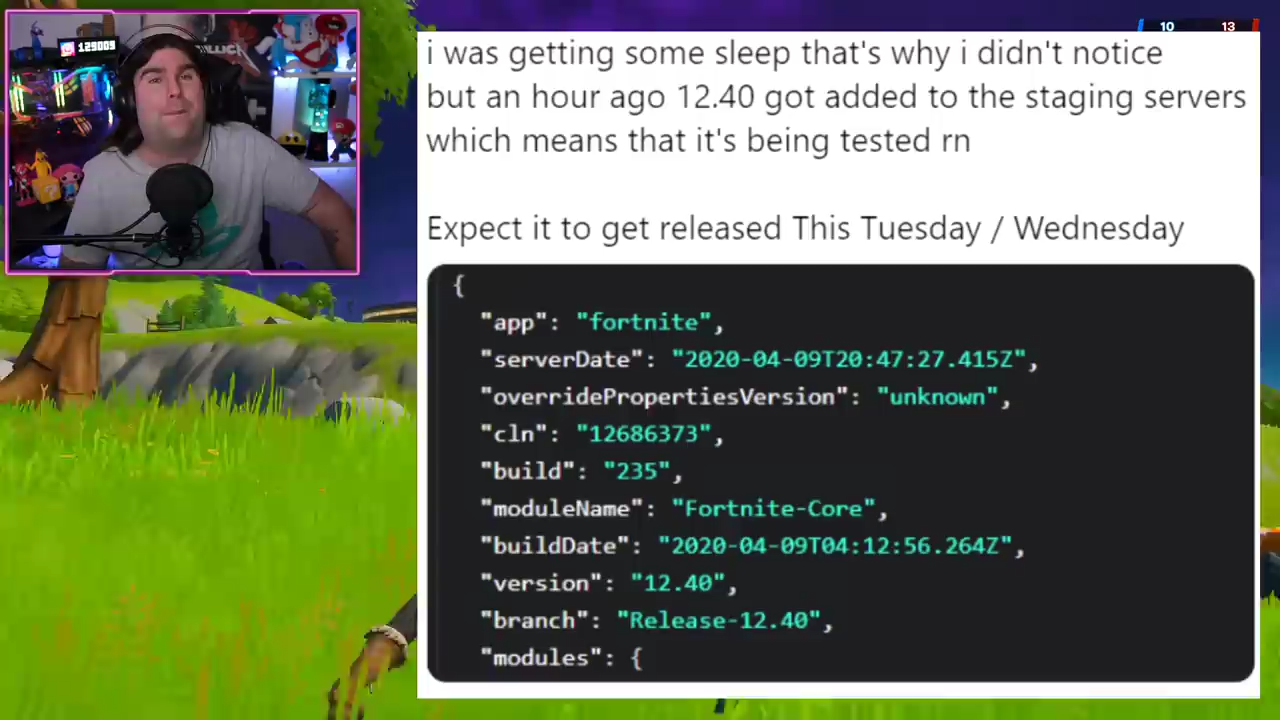 129009
10
13
i was getting some sleep that's why i didn't notice
but an hour ago 12.40 got added to the staging servers
which means that it's being tested rn
Expect it to get released This Tuesday / Wednesday
{
"app": "fortnite",
"serverDate": "2020-04-09T20:47:27.415Z",
"overridePropertiesVersion": "unknown",
"cln": "12686373",
"build": "235",
"moduleName": "Fortnite-Core",
"buildDate": "2020-04-09T04:12:56.264Z",
"version": "12.40",
"branch": "Release-12.40",
"modules": {